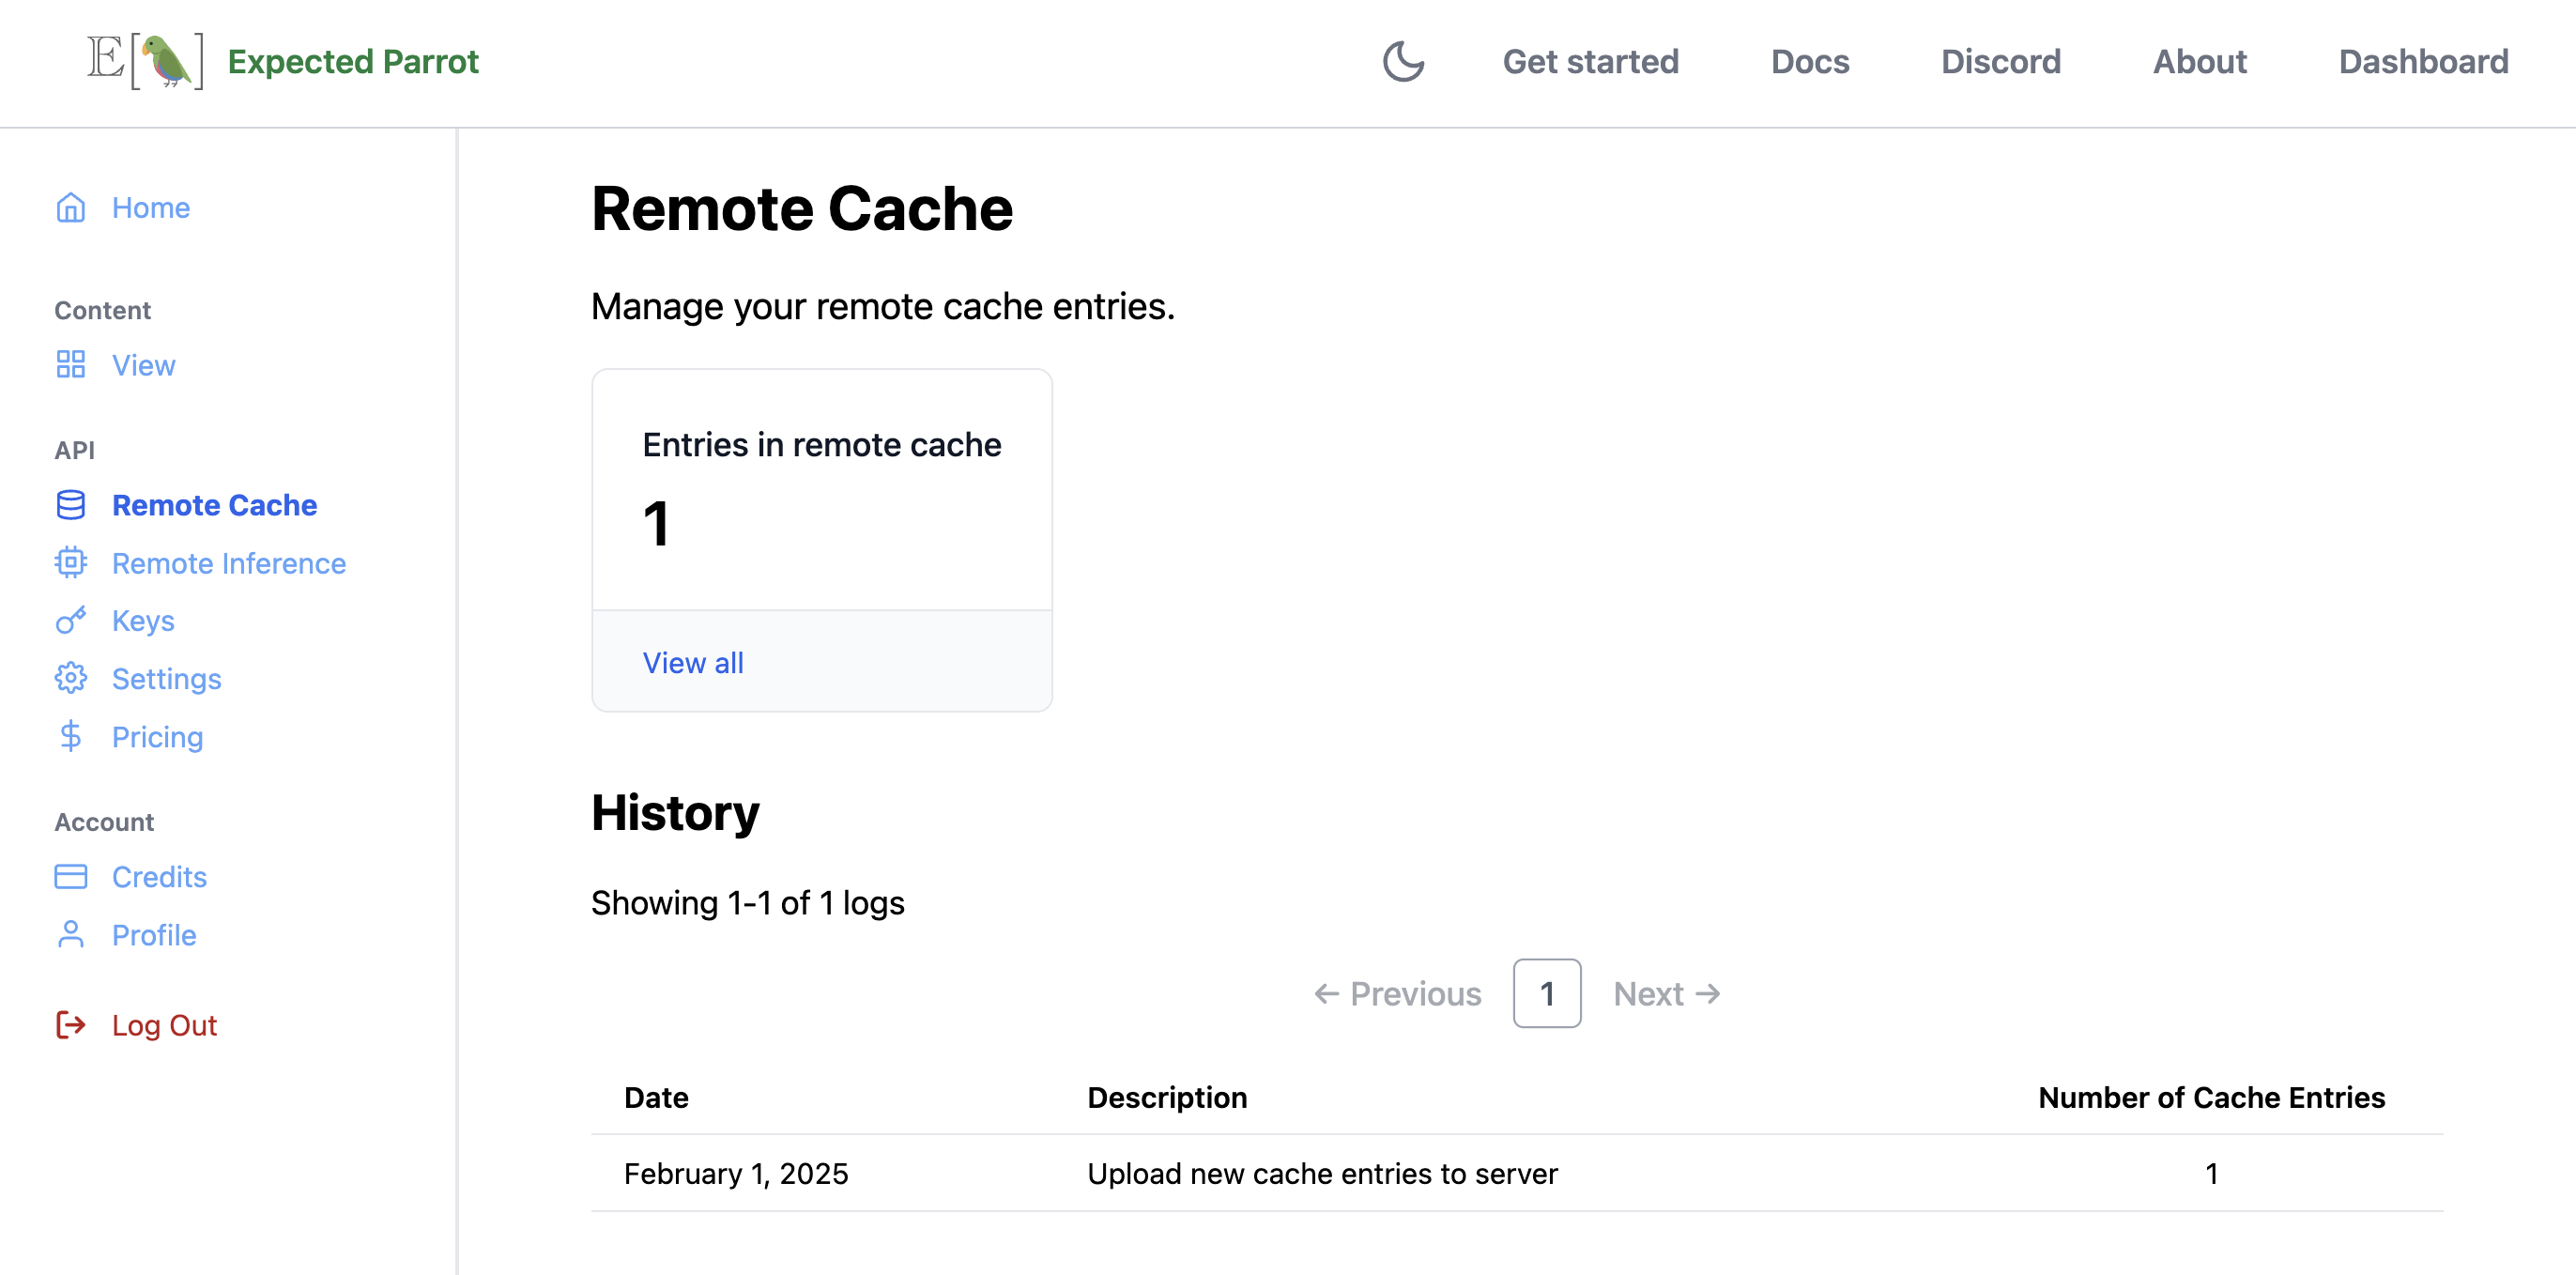 E[ ] Expected Parrot
Get started Docs Discord About Dashboard
Home
Content
View
API
Remote Cache
Remote Inference
Keys
Settings
Pricing
Account
Credits
Profile
Log Out
Remote Cache
Manage your remote cache entries.
Entries in remote cache
1
View all
History
Showing 1-1 of 1 logs
← Previous 1 Next →
Date Description Number of Cache Entries
February 1, 2025 Upload new cache entries to server 1